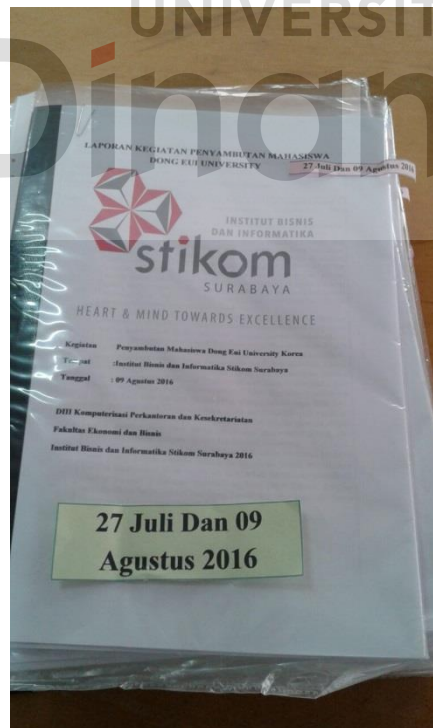 UNIVERSIT
Dinam
LAPORAN KEGIATAN PENYAMBUTAN MAHASISWA
DONG EUI UNIVERSITY
27 Juli Dan 09 Agustus 2016
INSTITUT BISNIS
DAN INFORMATIKA
stikom
SURABAYA
HEART & MIND TOWARDS EXCELLENCE
Kegiatan Penyambutan Mahasiswa Dong Eui University Korea
Tempat :Institut Bisnis dan Informatika Stikom Surabaya
Tanggal : 09 Agustus 2016
DIII Komputerisasi Perkantoran dan Kesekretariatan
Fakultas Ekonomi dan Bisnis
Institut Bisnis dan Informatika Stikom Surabaya 2016
27 Juli Dan 09
Agustus 2016